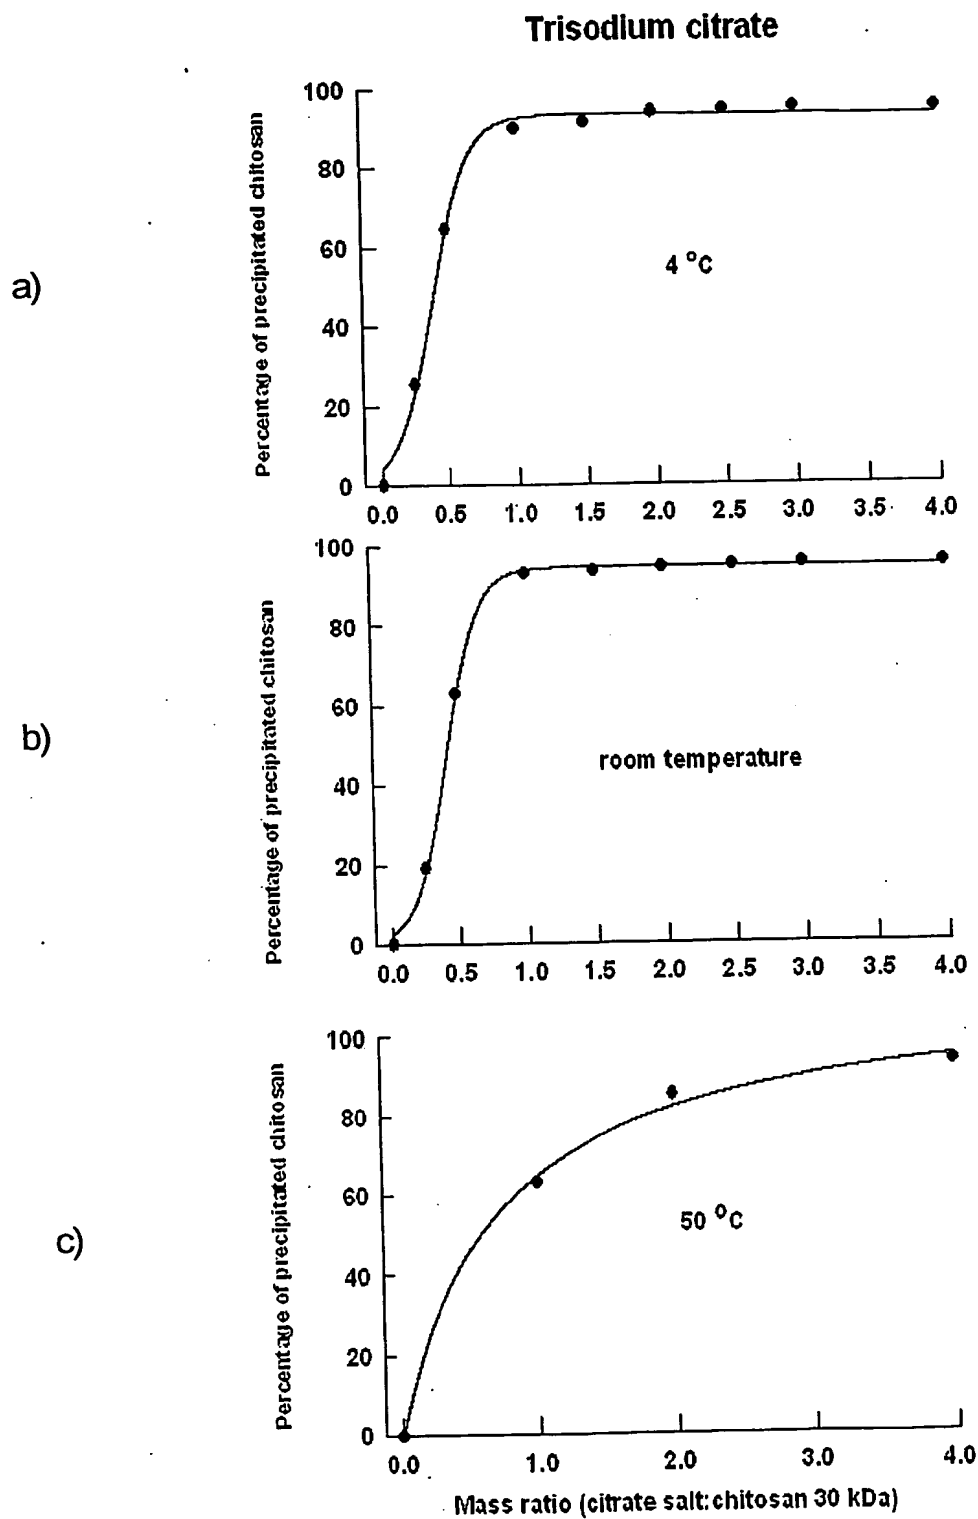 Trisodium citrate
a)
Percentage of precipitated chitosan
100
80
60
40
20
0
4 °C
0.0 0.5 1.0 1.5 2.0 2.5 3.0 3.5 4.0
b)
Percentage of precipitated chitosan
100
80
60
40
20
0
room temperature
0.0 0.5 1.0 1.5 2.0 2.5 3.0 3.5 4.0
c)
Percentage of precipitated chitosan
100
80
60
40
20
0
50 °C
0.0 1.0 2.0 3.0 4.0
Mass ratio (citrate salt:chitosan 30 kDa)